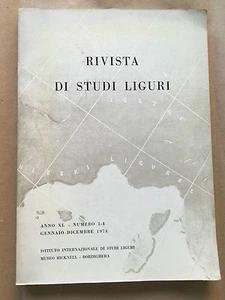 RIVISTA
DI STUDI LIGURI
ANNO XL - NUMERO 1-4
GENNAIO-DICEMBRE 1974
ISTITUTO INTERNAZIONALE DI STUDI LIGURI
MUSEO BICKNELL - BORDIGHERA